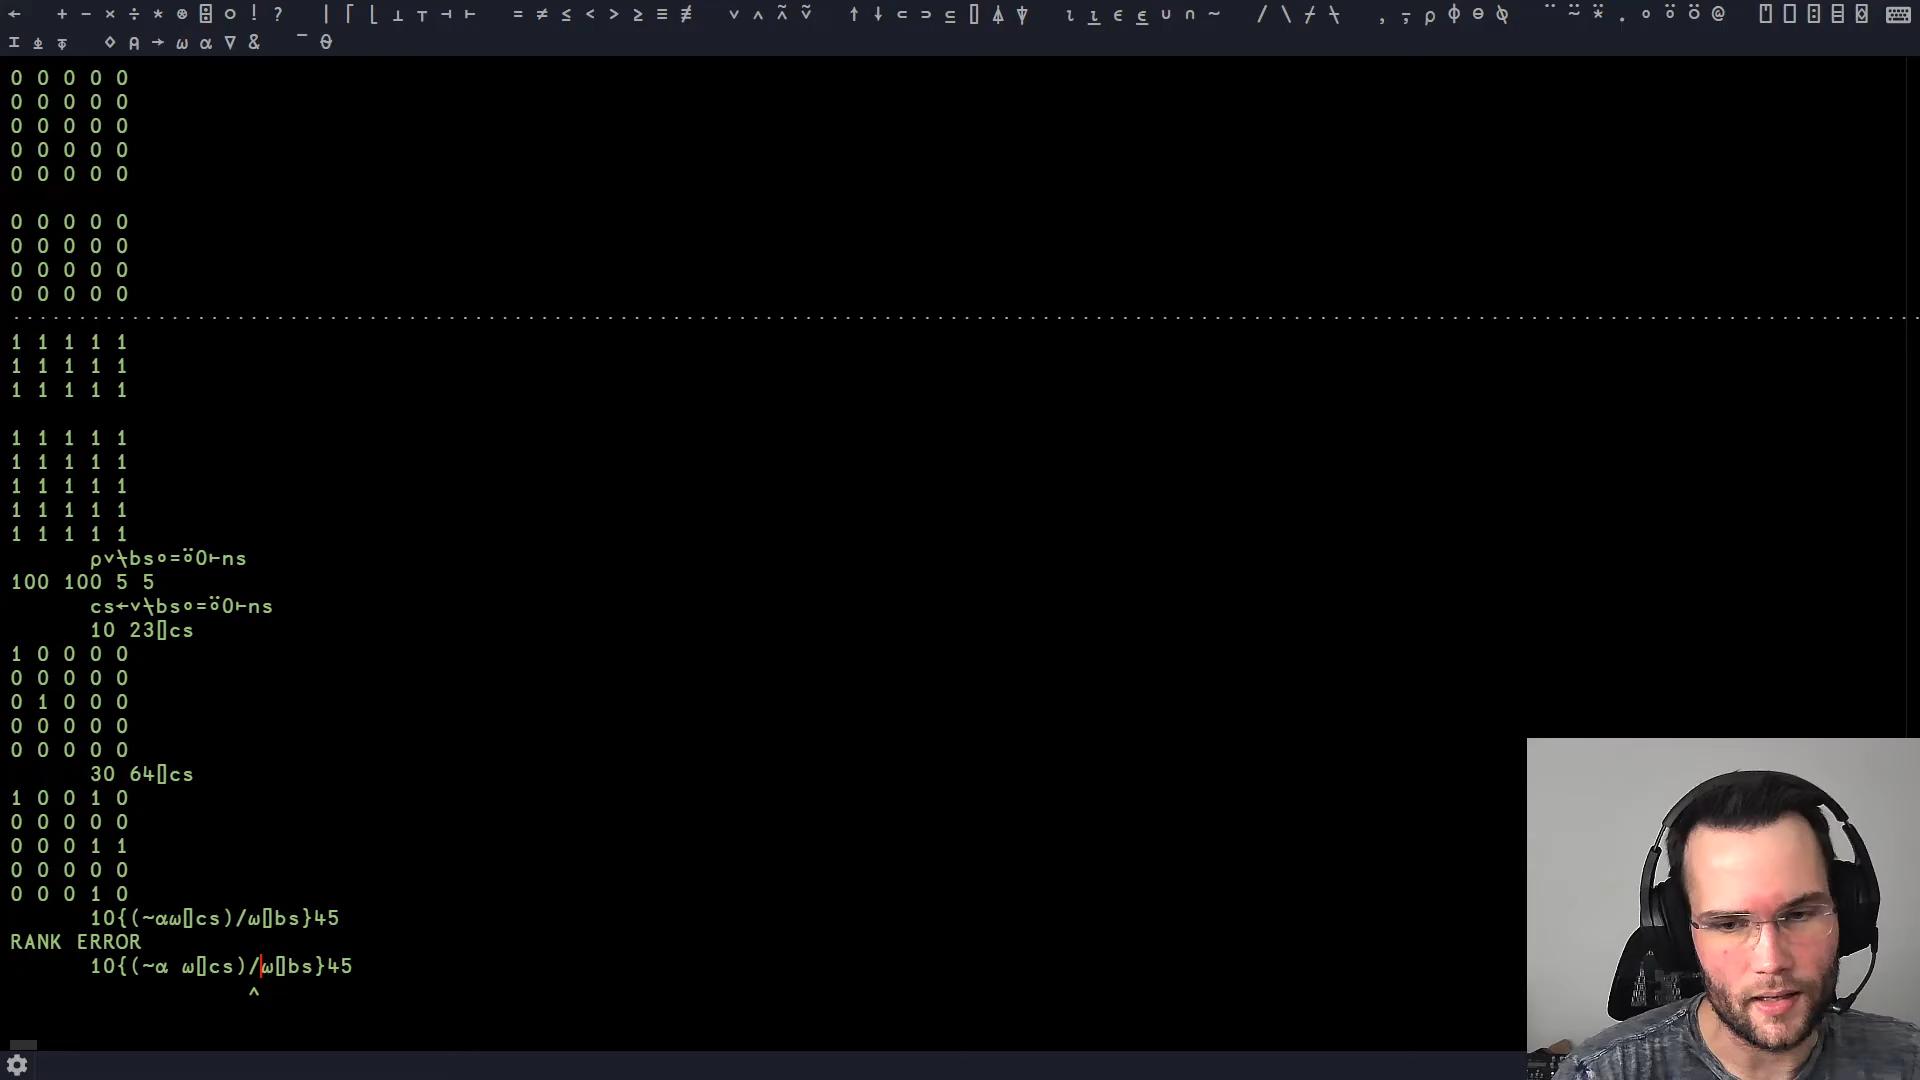 ← + - × ÷ * ⍟ ⌹ ○ ! ? | ⌈ ⌊ ⊥ ⊤ ⊣ ⊢ = ≠ ≤ < > ≥ ≡ ≢ ∨ ∧ ⍲ ⍱ ↑ ↓ ⊂ ⊃ ⊆ ⌷ ⍋ ⍒ ⍳ ⍸ ∊ ⍷ ∪ ∩ ~ / \ ⌿ ⍀ , ⍪ ⍴ ⌽ ⊖ ⍉ ¨ ⍨ ⍣ . ∘ ⍤ ⍥ @ ⍞ ⎕ ⍠ ⌸ ⌺
⌶ ⍎ ⍕ ⋄ ⍝ → ⍵ ⍺ ∇ & ¯ ⍬
0 0 0 0 0
0 0 0 0 0
0 0 0 0 0
0 0 0 0 0
0 0 0 0 0
0 0 0 0 0
0 0 0 0 0
0 0 0 0 0
0 0 0 0 0
1 1 1 1 1
1 1 1 1 1
1 1 1 1 1
1 1 1 1 1
1 1 1 1 1
1 1 1 1 1
1 1 1 1 1
1 1 1 1 1
⍴∨⍀bs∘=⍤0⊢ns
100 100 5 5
cs←∨⍀bs∘=⍤0⊢ns
10 23⌷cs
1 0 0 0 0
0 0 0 0 0
0 1 0 0 0
0 0 0 0 0
0 0 0 0 0
30 64⌷cs
1 0 0 1 0
0 0 0 0 0
0 0 0 1 1
0 0 0 0 0
0 0 0 1 0
10{(~⍺⍵⌷cs)/⍵⌷bs}45
RANK ERROR
10{(~⍺ ⍵⌷cs)/⍵⌷bs}45
∧